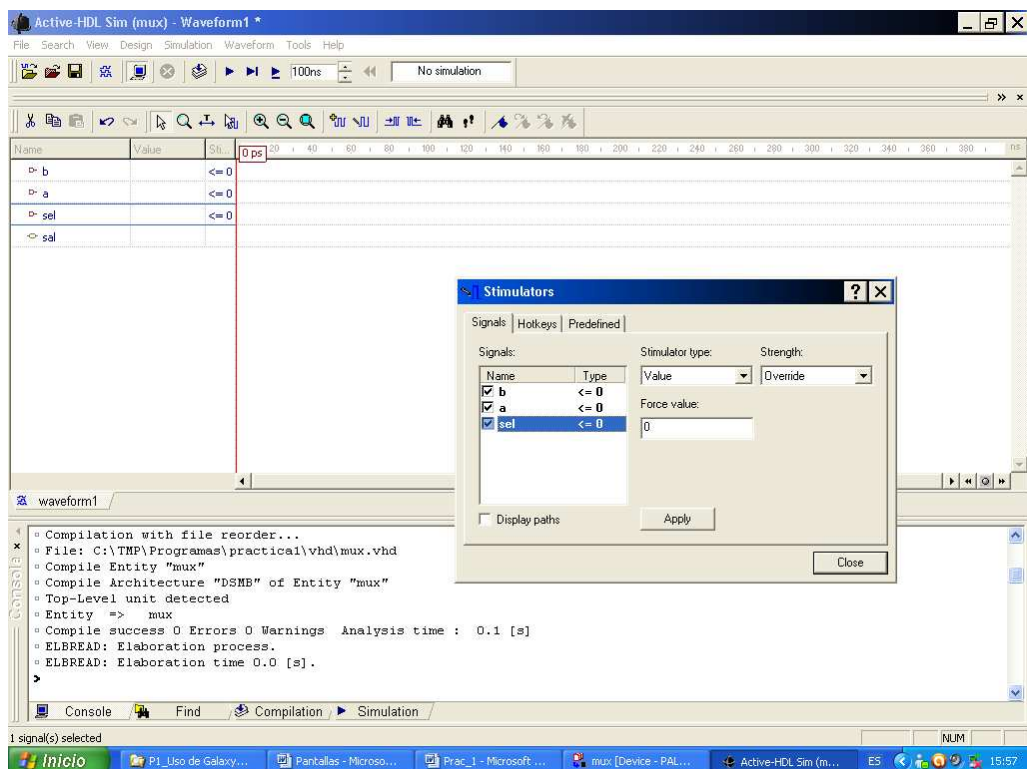 Active-HDL Sim (mux) - Waveform1 *
File Search View Design Simulation Waveform Tools Help
100ns No simulation
Name Value Sti... 0 ps 20 40 60 80 100 120 140 160 180 200 220 240 260 280 300 320 340 360 380 ns
b <= 0
a <= 0
sel <= 0
sal
Stimulators
Signals Hotkeys Predefined
Signals: Stimulator type: Strength:
Name Type Value Override
b <= 0
a <= 0
Force value:
sel <= 0
0
Display paths Apply
Close
waveform1
Compilation with file reorder...
File: C:\TMP\Programas\practica1\vhd\mux.vhd
Compile Entity "mux"
Compile Architecture "DSMB" of Entity "mux"
Top-Level unit detected
Entity => mux
Compile success 0 Errors 0 Warnings Analysis time : 0.1 [s]
ELBREAD: Elaboration process.
ELBREAD: Elaboration time 0.0 [s].
>
Console
Console Find Compilation Simulation
1 signal(s) selected NUM
Inicio P1_Uso de Galaxy... Pantallas - Microso... Prac_1 - Microsoft ... mux [Device - PAL... Active-HDL Sim (m... ES 15:57